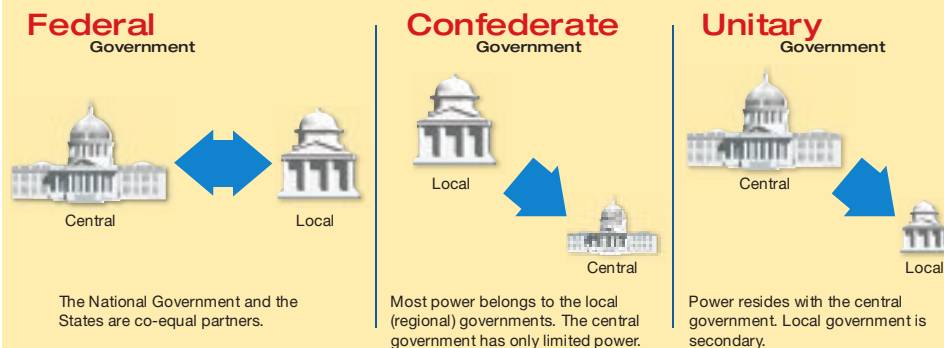 Federal
Government
Central
Local
The National Government and the
States are co-equal partners.
Confederate
Government
Local
Central
Most power belongs to the local
(regional) governments. The central
government has only limited power.
Unitary
Government
Central
Local
Power resides with the central
government. Local government is
secondary.